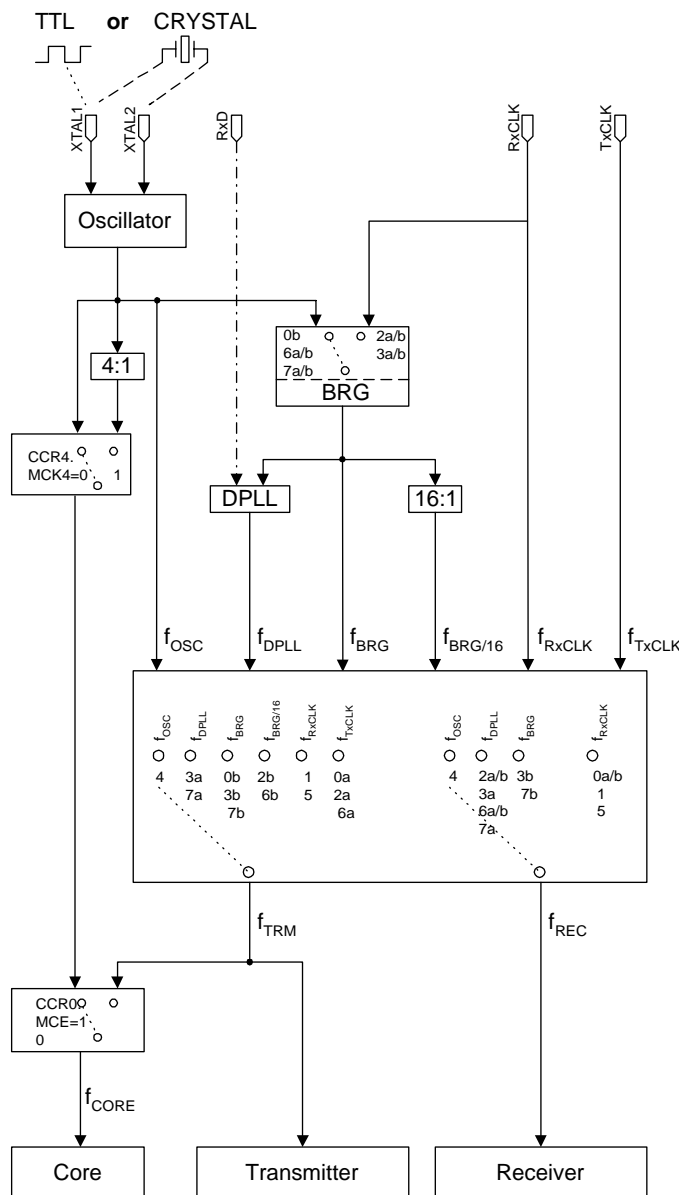 TTL or CRYSTAL
XTAL1
XTAL2
RxD
RxCLK
TxCLK
Oscillator
4:1
0b
6a/b
7a/b
2a/b
3a/b
BRG
CCR4.
MCK4=0 1
DPLL
16:1
fOSC
fDPLL
fBRG
fBRG/16
fRxCLK
fTxCLK
fOSC
fDPLL
fBRG
fBRG/16
fRxCLK
fTxCLK
4
3a
7a
0b
3b
7b
2b
6b
1
5
0a
2a
6a
fOSC
fDPLL
fBRG
fRxCLK
4
2a/b
3a
6a/b
7a
3b
7b
0a/b
1
5
fTRM
fREC
CCR0.
MCE=1
0
fCORE
Core
Transmitter
Receiver